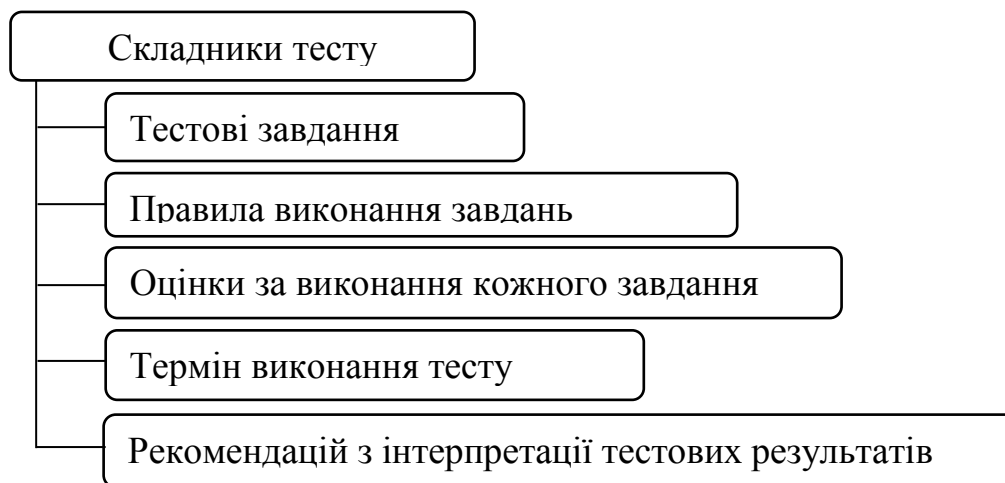 Складники тесту
Тестові завдання
Правила виконання завдань
Оцінки за виконання кожного завдання
Термін виконання тесту
Рекомендацій з інтерпретації тестових результатів